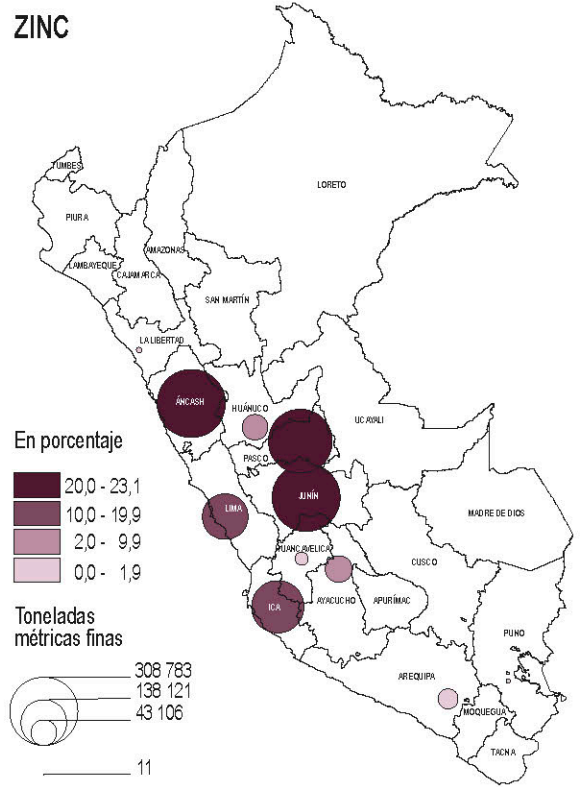 ZINC
TUMBES
LORETO
PIURA
AMAZONAS
LAMBAYEQUE
CAJAMARCA
SAN MARTÍN
LA LIBERTAD
ÁNCASH
HUÁNUCO
UCAYALI
PASCO
JUNÍN
LIMA
MADRE DE DIOS
HUANCAVELICA
CUSCO
AYACUCHO
APURÍMAC
ICA
PUNO
AREQUIPA
MOQUEGUA
TACNA
En porcentaje
20,0 - 23,1
10,0 - 19,9
2,0 - 9,9
0,0 - 1,9
Toneladas
métricas finas
308 783
138 121
43 106
11